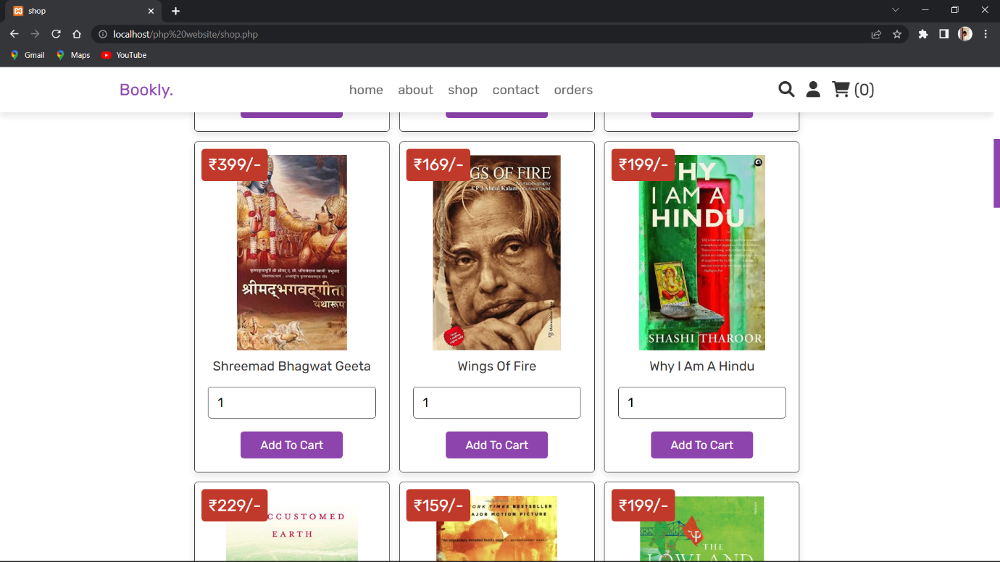 shop
localhost/php%20website/shop.php
Gmail
Maps
YouTube
Bookly.
home
about
shop
contact
orders
(0)
₹399/-
श्रीमद्भगवद्गीता
यथारूप
Shreemad Bhagwat Geeta
1
Add To Cart
₹169/-
GS OF FIRE
A P J Abdul Kalam
Wings Of Fire
1
Add To Cart
₹199/-
HY
I AM A
HINDU
SHASHI THAROOR
Why I Am A Hindu
1
Add To Cart
₹229/-
CCUSTOMED
EARTH
₹159/-
YORK TIMES BESTSELLER
AJOR MOTION PICTURE
₹199/-
THE
LOWLAND